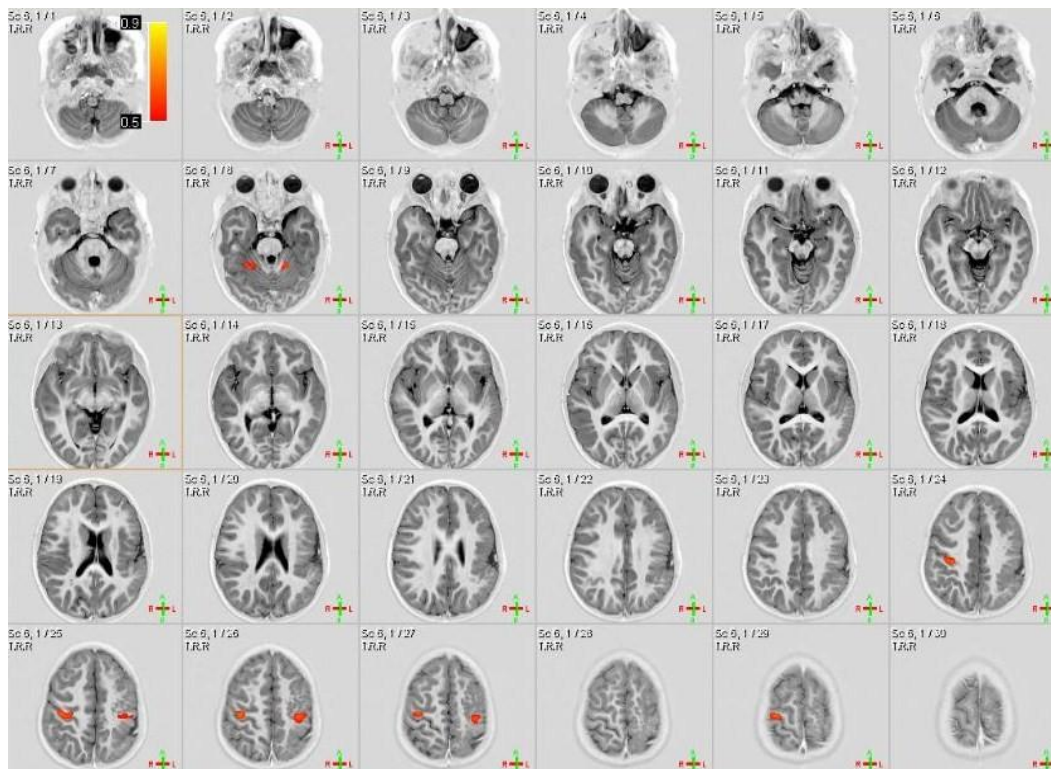 Sc 6, 1 / 1
I.R.R
0.9
0.5
R L
Sc 6, 1 / 2
I.R.R
R L
Sc 6, 1 / 3
I.R.R
R L
Sc 6, 1 / 4
I.R.R
R L
Sc 6, 1 / 5
I.R.R
R L
Sc 6, 1 / 6
I.R.R
R L
Sc 6, 1 / 7
I.R.R
R L
Sc 6, 1 / 8
I.R.R
R L
Sc 6, 1 / 9
I.R.R
R L
Sc 6, 1 / 10
I.R.R
R L
Sc 6, 1 / 11
I.R.R
R L
Sc 6, 1 / 12
I.R.R
R L
Sc 6, 1 / 13
I.R.R
R L
Sc 6, 1 / 14
I.R.R
R L
Sc 6, 1 / 15
I.R.R
R L
Sc 6, 1 / 16
I.R.R
R L
Sc 6, 1 / 17
I.R.R
R L
Sc 6, 1 / 18
I.R.R
R L
Sc 6, 1 / 19
I.R.R
R L
Sc 6, 1 / 20
I.R.R
R L
Sc 6, 1 / 21
I.R.R
R L
Sc 6, 1 / 22
I.R.R
R L
Sc 6, 1 / 23
I.R.R
R L
Sc 6, 1 / 24
I.R.R
R L
Sc 6, 1 / 25
I.R.R
R L
Sc 6, 1 / 26
I.R.R
R L
Sc 6, 1 / 27
I.R.R
R L
Sc 6, 1 / 28
I.R.R
R L
Sc 6, 1 / 29
I.R.R
R L
Sc 6, 1 / 30
I.R.R
R L